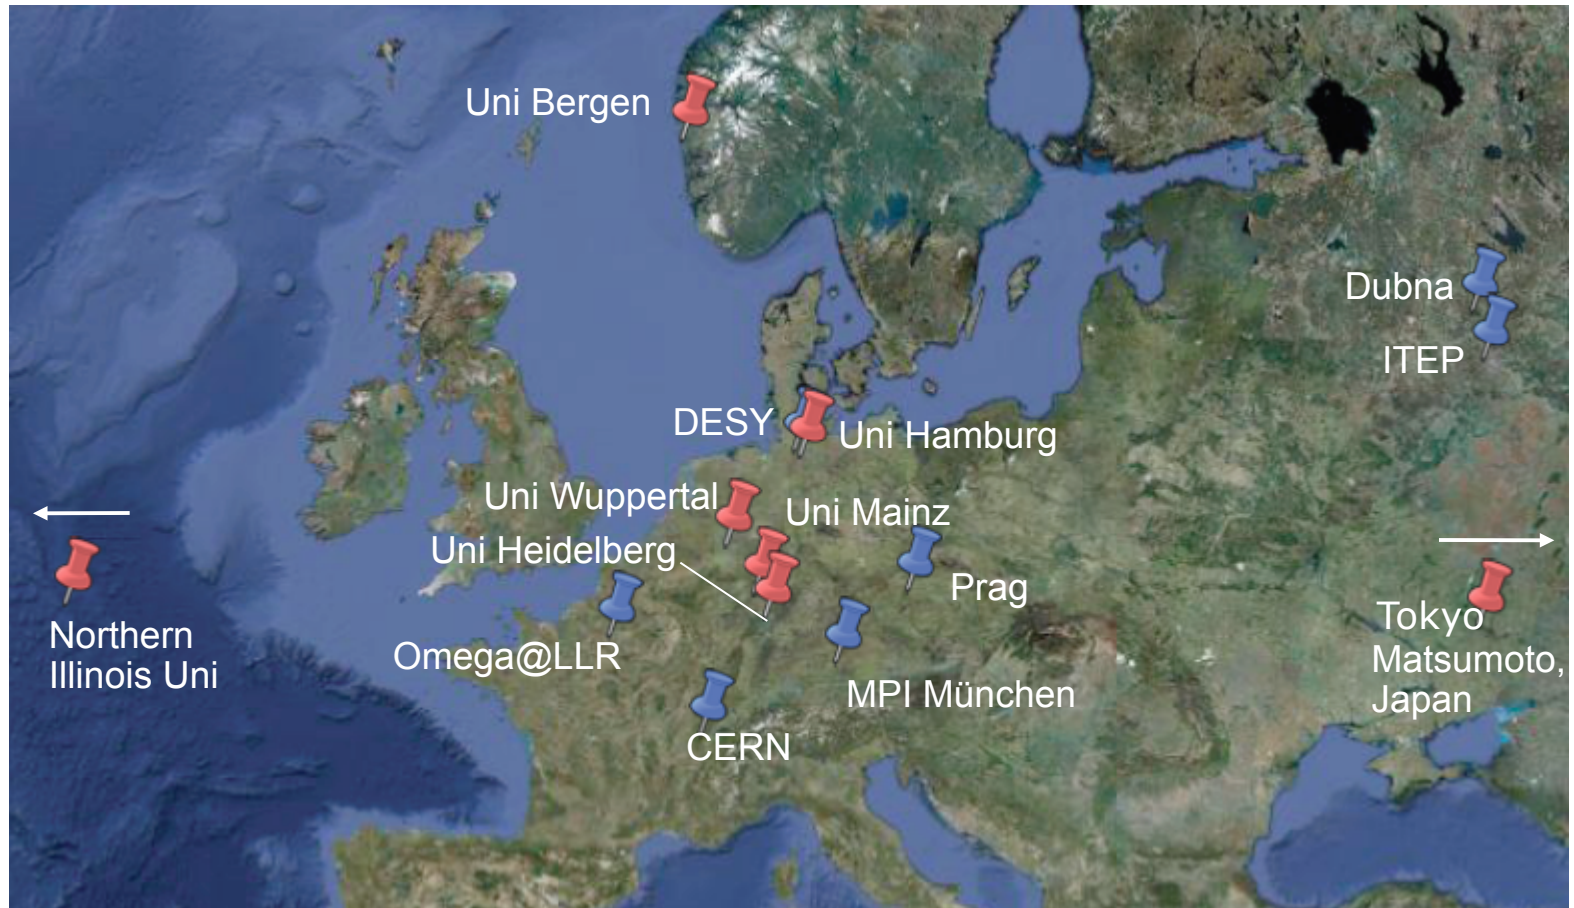 Uni Bergen
Dubna
ITEP
DESY
Uni Hamburg
Uni Wuppertal
Uni Mainz
Uni Heidelberg
Prag
Northern
Illinois Uni
Omega@LLR
Tokyo
Matsumoto,
Japan
MPI München
CERN